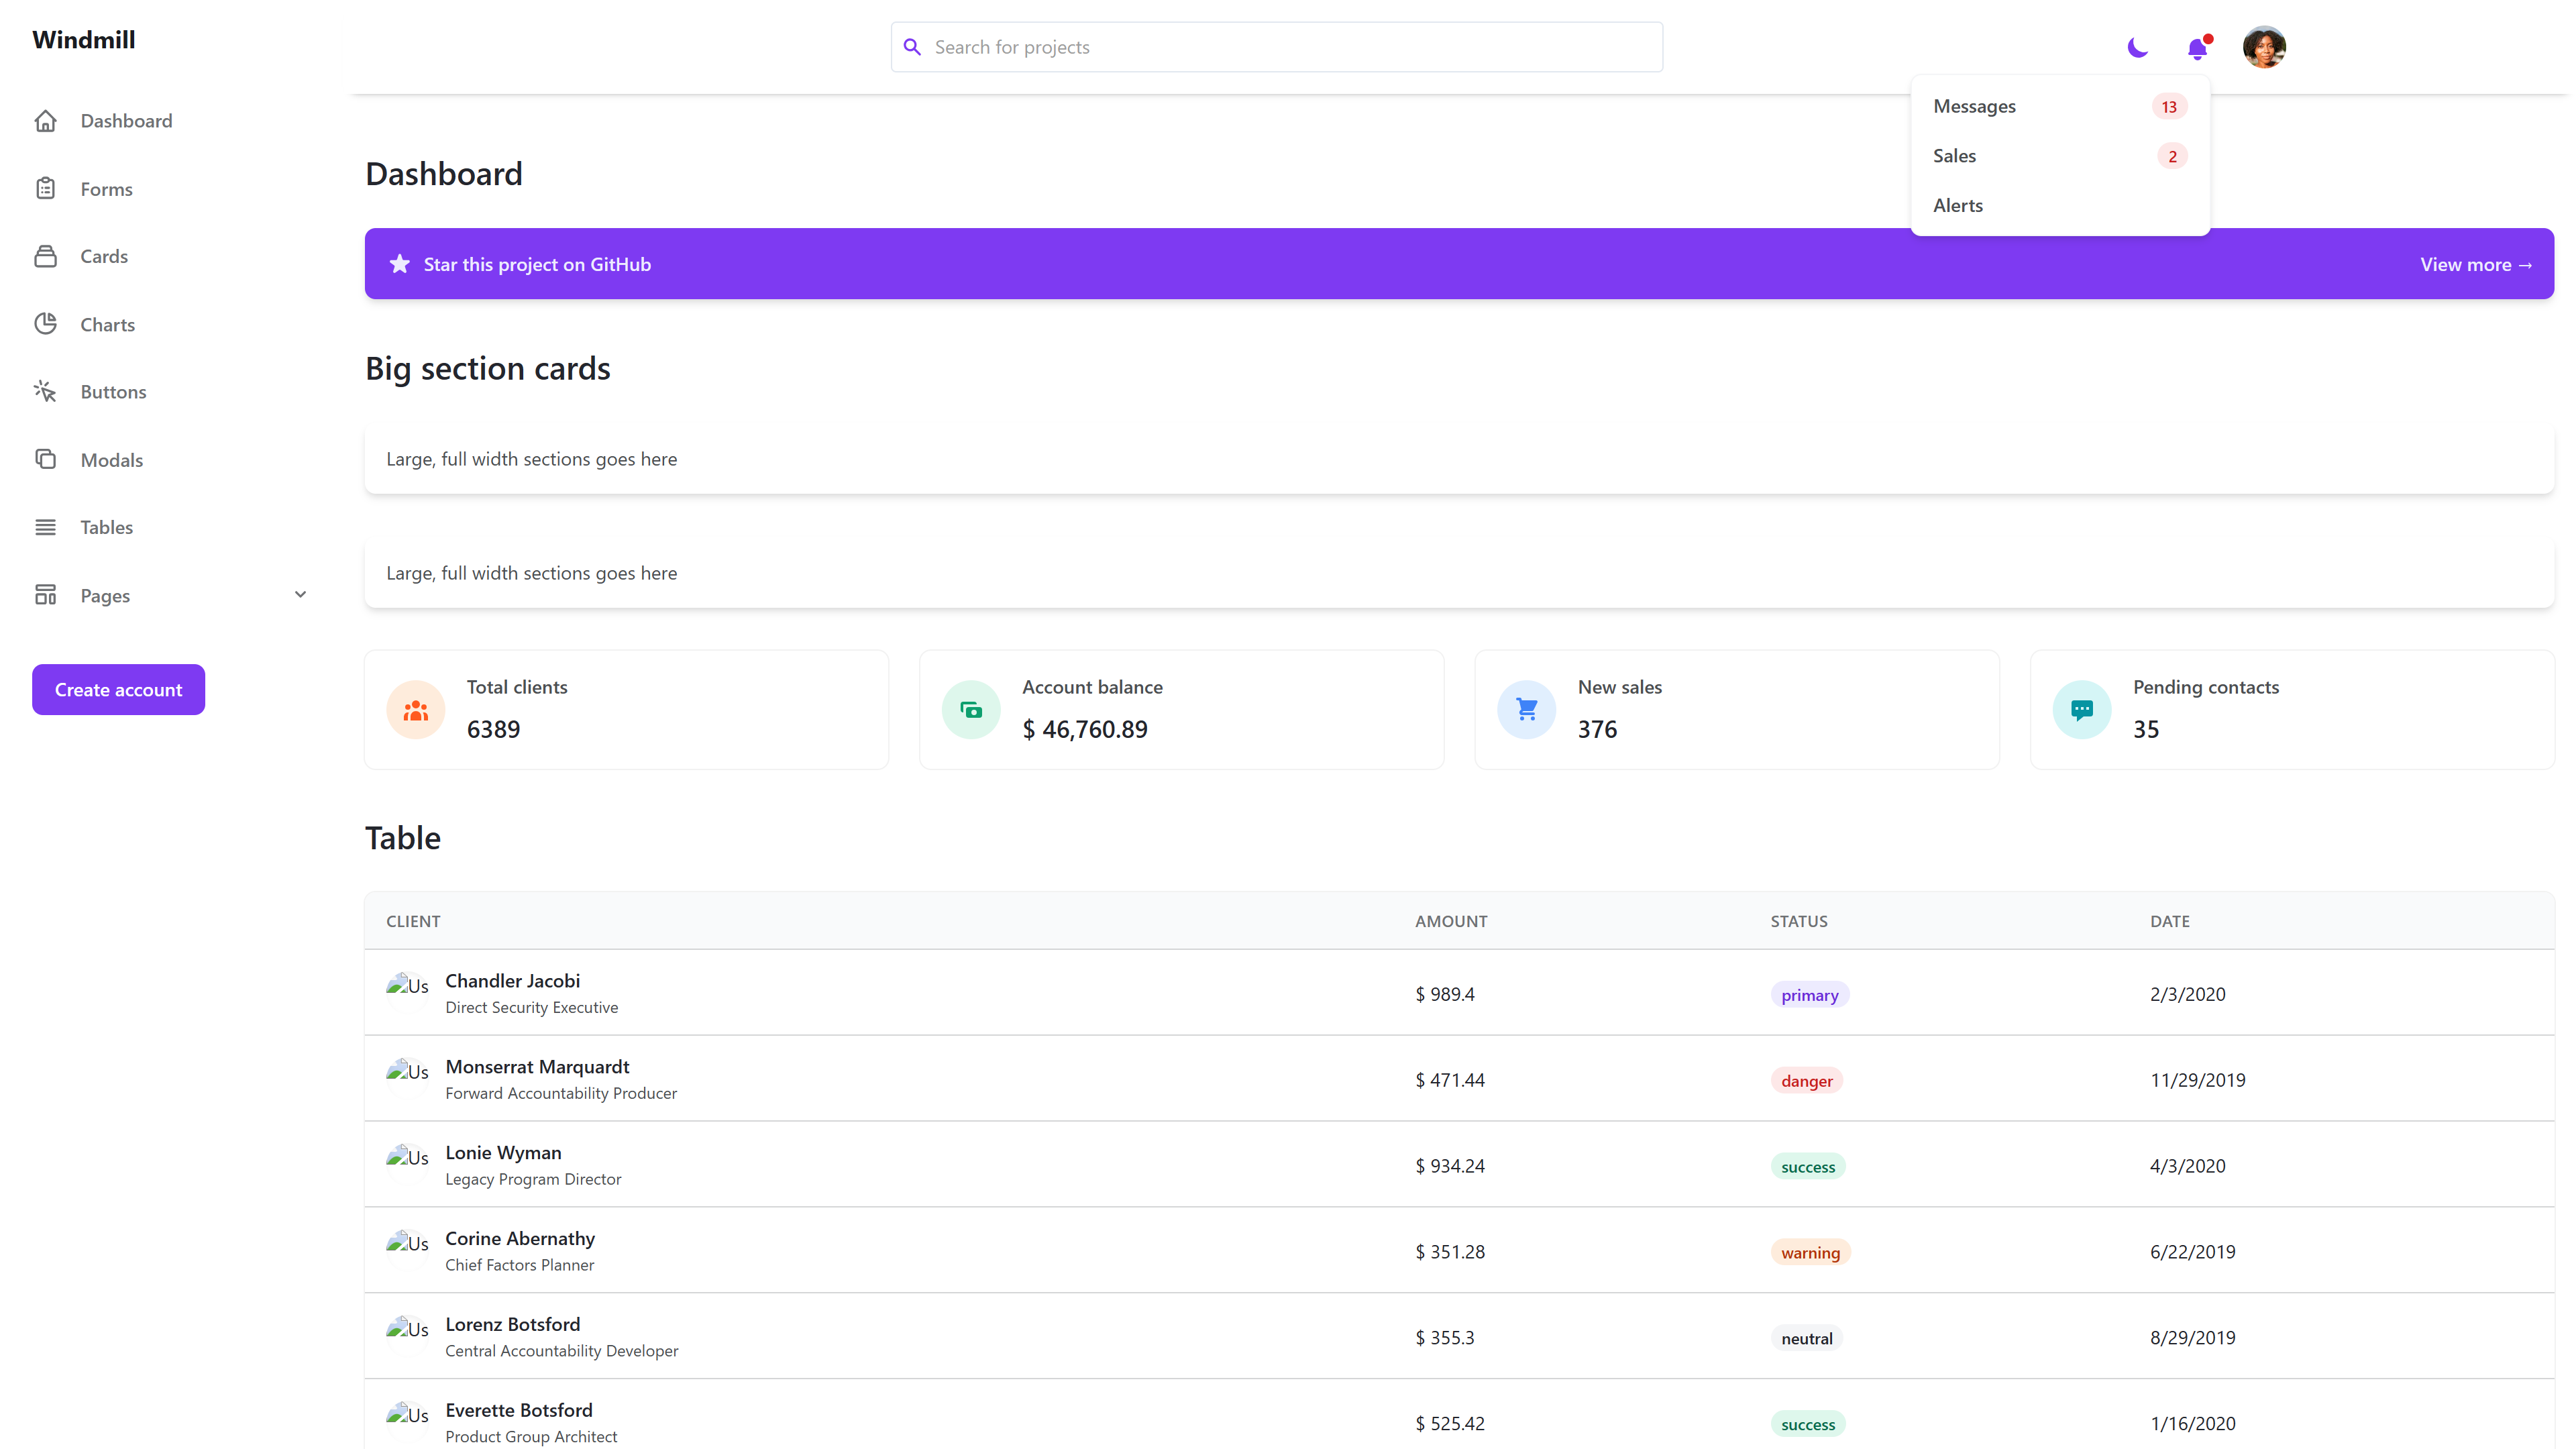 Windmill
Search for projects
Dashboard
Forms
Cards
Charts
Buttons
Modals
Tables
Pages
Create account
Messages 13
Sales 2
Alerts
Dashboard
Star this project on GitHub View more →
Big section cards
Large, full width sections goes here
Large, full width sections goes here
Total clients
6389
Account balance
$ 46,760.89
New sales
376
Pending contacts
35
Table
CLIENT AMOUNT STATUS DATE
Us Chandler Jacobi $ 989.4 primary 2/3/2020
Direct Security Executive
Us Monserrat Marquardt $ 471.44 danger 11/29/2019
Forward Accountability Producer
Us Lonie Wyman $ 934.24 success 4/3/2020
Legacy Program Director
Us Corine Abernathy $ 351.28 warning 6/22/2019
Chief Factors Planner
Us Lorenz Botsford $ 355.3 neutral 8/29/2019
Central Accountability Developer
Us Everette Botsford $ 525.42 success 1/16/2020
Product Group Architect